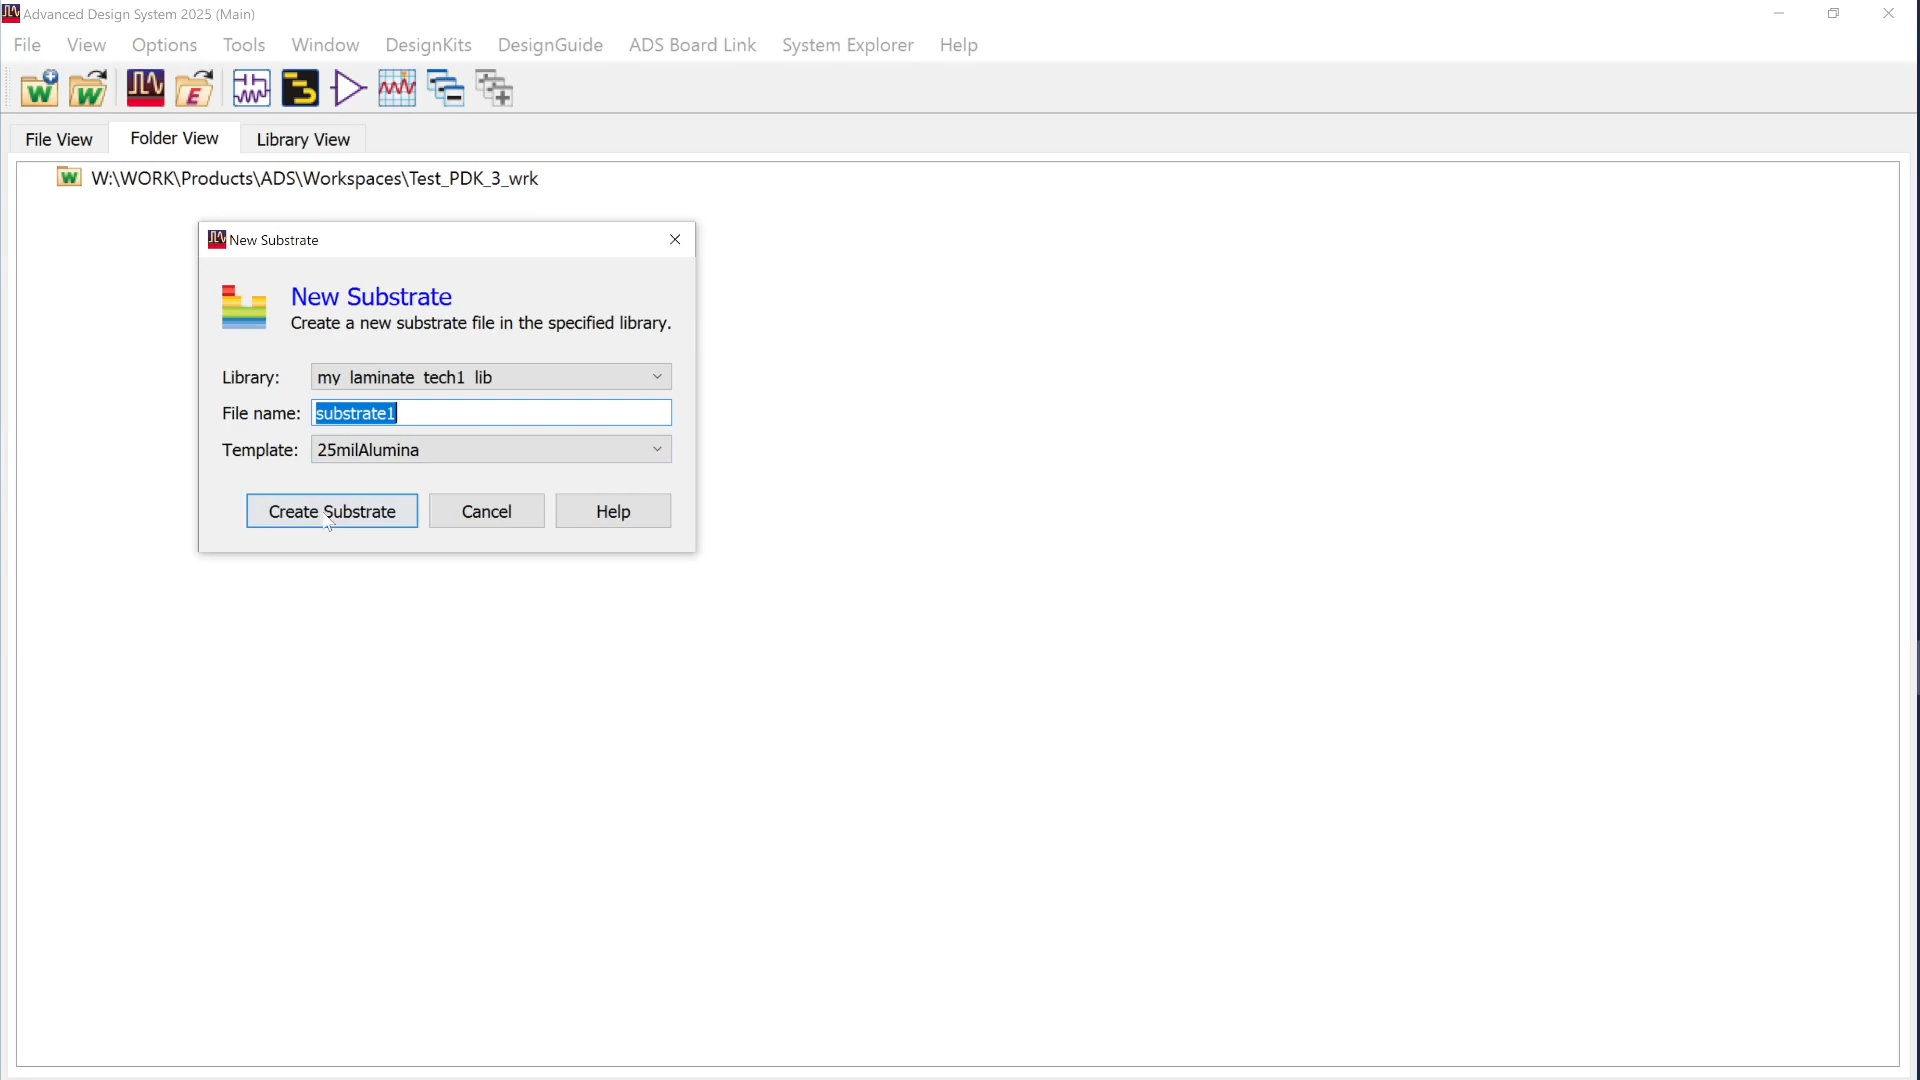 Advanced Design System 2025 (Main)
File View Options Tools Window DesignKits DesignGuide ADS Board Link System Explorer Help
W W E
File View Folder View Library View
W W:\WORK\Products\ADS\Workspaces\Test_PDK_3_wrk
New Substrate
New Substrate
Create a new substrate file in the specified library.
Library: my_laminate_tech1_lib
File name: substrate1
Template: 25milAlumina
Create Substrate Cancel Help